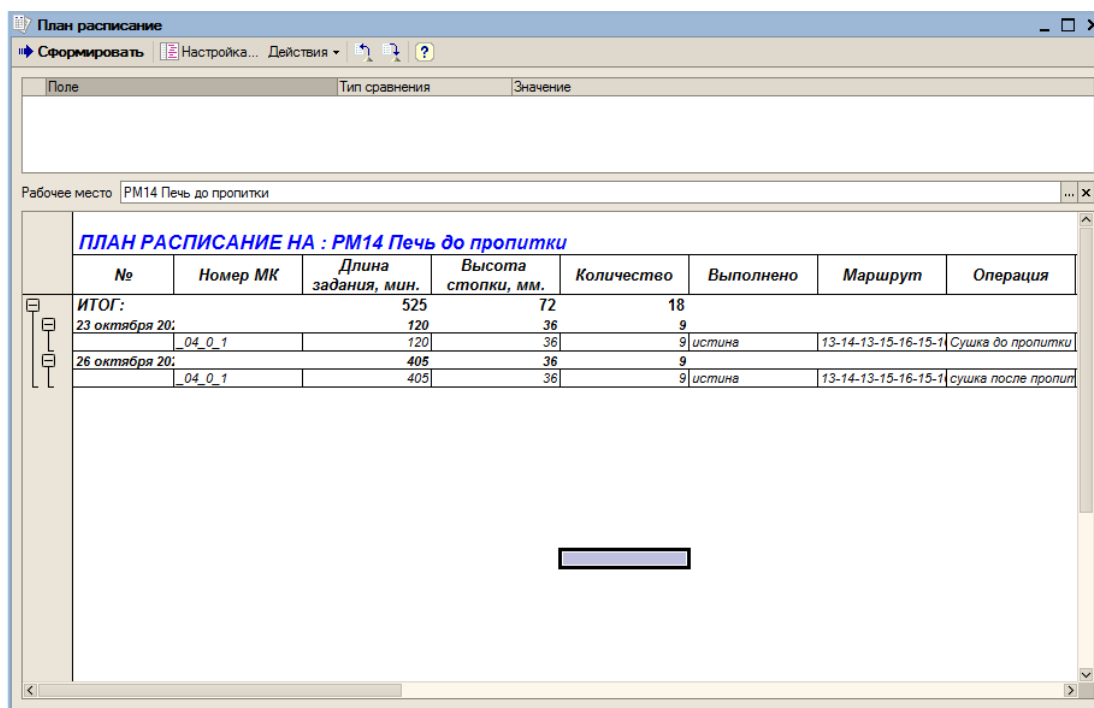 План расписание
Сформировать Настройка... Действия
Поле Тип сравнения Значение
Рабочее место РМ14 Печь до пропитки
ПЛАН РАСПИСАНИЕ НА : РМ14 Печь до пропитки
№ Номер МК Длина задания, мин. Высота стопки, мм. Количество Выполнено Маршрут Операция
ИТОГ: 525 72 18
23 октября 202 120 36 9
_04_0_1 120 36 9 истина 13-14-13-15-16-15-1 Сушка до пропитки
26 октября 202 405 36 9
_04_0_1 405 36 9 истина 13-14-13-15-16-15-1 сушка после пропит